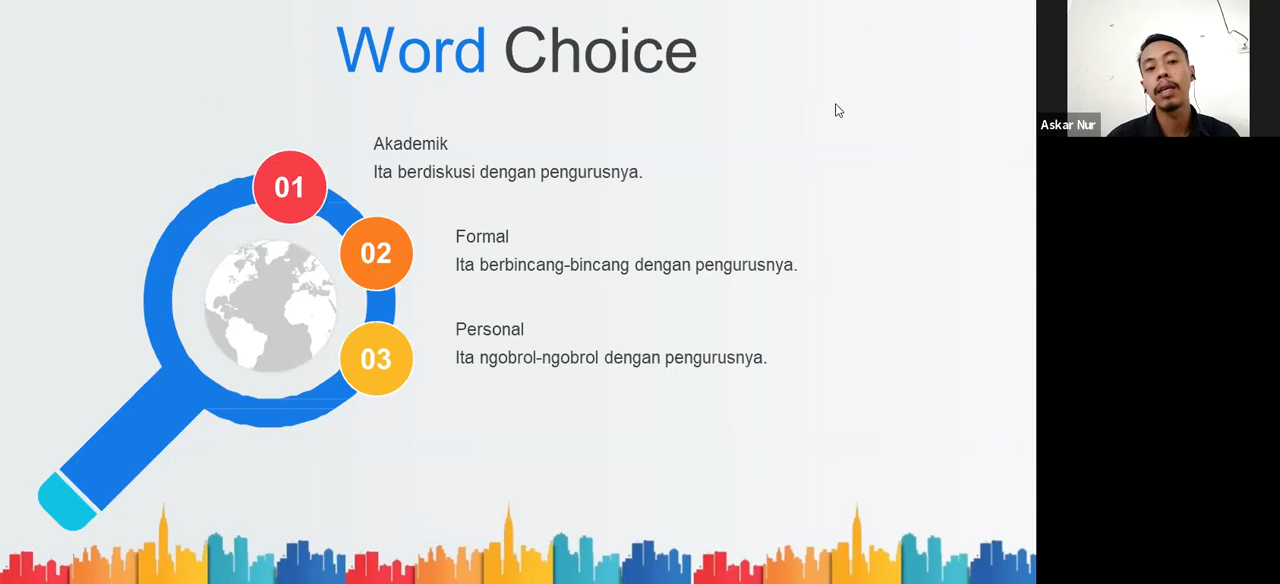 Word Choice
Akademik
Ita berdiskusi dengan pengurusnya.
01
Formal
Ita berbincang-bincang dengan pengurusnya.
02
Personal
Ita ngobrol-ngobrol dengan pengurusnya.
03
Askar Nur